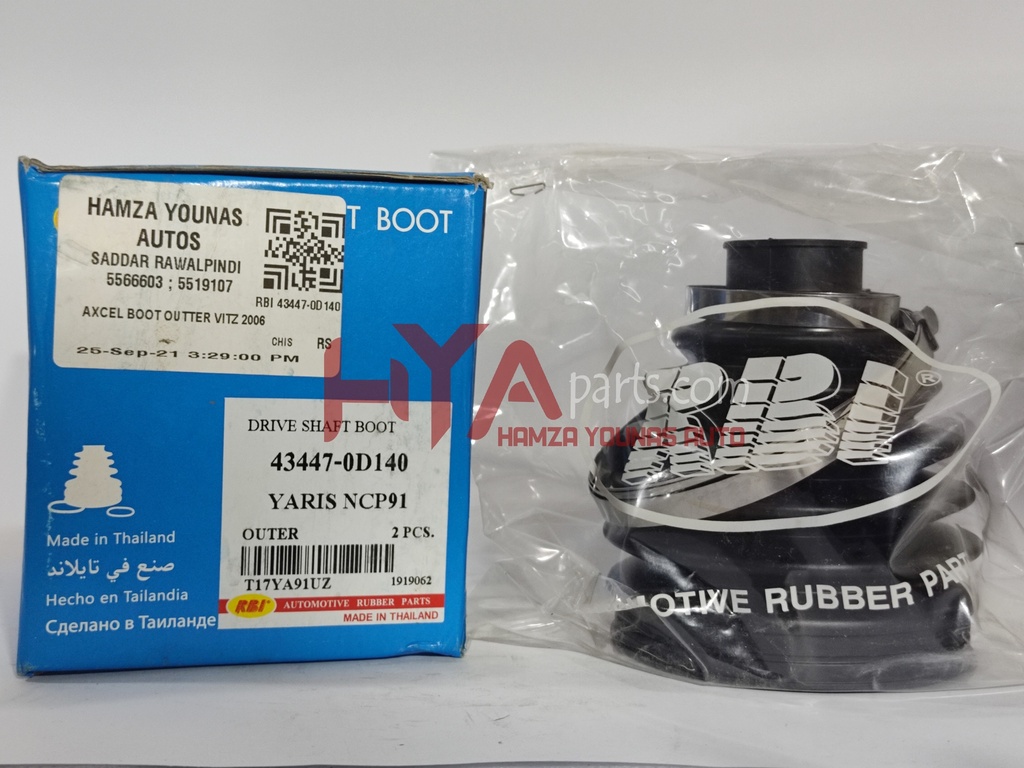 HAMZA YOUNAS
AUTOS
SADDAR RAWALPINDI
5566603 ; 5519107
RBI 43447-0D140
AXCEL BOOT OUTTER VITZ 2006
CHIS RS
25-Sep-21 3:29:00 PM
T BOOT
DRIVE SHAFT BOOT
43447-0D140
YARIS NCP91
OUTER 2 PCS.
T17YA91UZ 1919062
RBI® AUTOMOTIVE RUBBER PARTS
MADE IN THAILAND
Made in Thailand
صنع في تايلاند
Hecho en Tailandia
Сделано в Таиланде
HYAparts.com
HAMZA YOUNAS AUTO
RBI®
OTIVE RUBBER PART